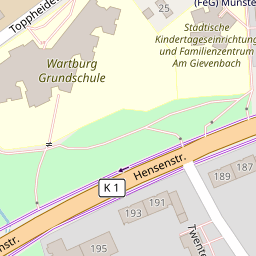 Toppheide
(FeG) Münst
25
Städtische
Kindertageseinrichtung
und Familienzentrum
Am Gievenbach
Wartburg
Grundschule
Hensenstr.
K 1
187
189
191
193
195
Twente
nstr.